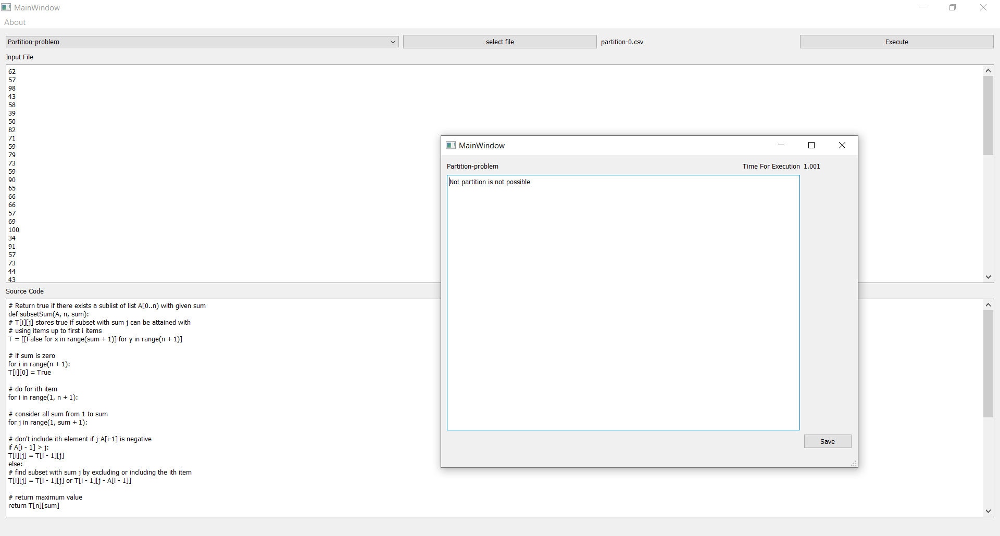 MainWindow
About
Partition-problem
select file
partition-0.csv
Execute
Input File
62
57
98
43
58
39
50
82
71
59
79
73
59
90
65
66
66
57
69
100
34
91
57
73
44
43
MainWindow
Partition-problem
Time For Execution 1.001
No! partition is not possible
Save
Source Code
# Return true if there exists a sublist of list A[0..n) with given sum
def subsetSum(A, n, sum):
# T[i][j] stores true if subset with sum j can be attained with
# using items up to first i items
T = [[False for x in range(sum + 1)] for y in range(n + 1)]
# if sum is zero
for i in range(n + 1):
T[i][0] = True
# do for ith item
for i in range(1, n + 1):
# consider all sum from 1 to sum
for j in range(1, sum + 1):
# don't include ith element if j-A[i-1] is negative
if A[i - 1] > j:
T[i][j] = T[i - 1][j]
else:
# find subset with sum j by excluding or including the ith item
T[i][j] = T[i - 1][j] or T[i - 1][j - A[i - 1]]
# return maximum value
return T[n][sum]